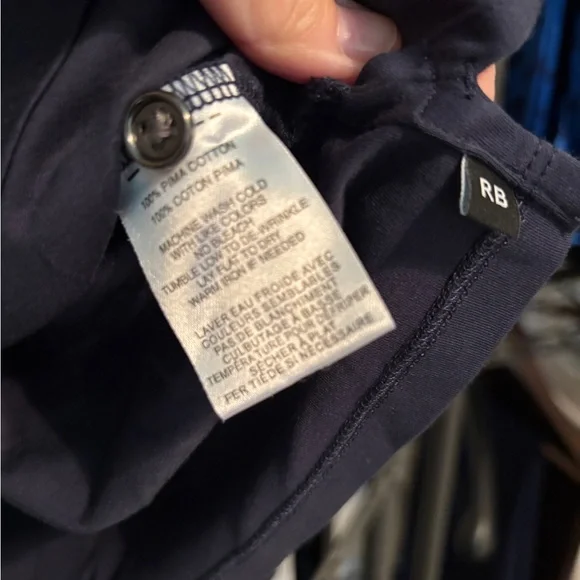 100% PIMA COTTON
100% COTON PIMA
MACHINE WASH COLD
WITH LIKE COLORS
NO BLEACH
TUMBLE LOW TO DE-WRINKLE
LAY FLAT TO DRY
WARM IRON IF NEEDED
LAVER EAU FROIDE AVEC
COULEURS SEMBLABLES
PAS DE BLANCHIMENT
CULBUTAGE A BASSE
TEMPÉRATURE POUR DÉFRIPER
SÉCHER À PLAT
FER TIÈDE SI NÉCESSAIRE
RB